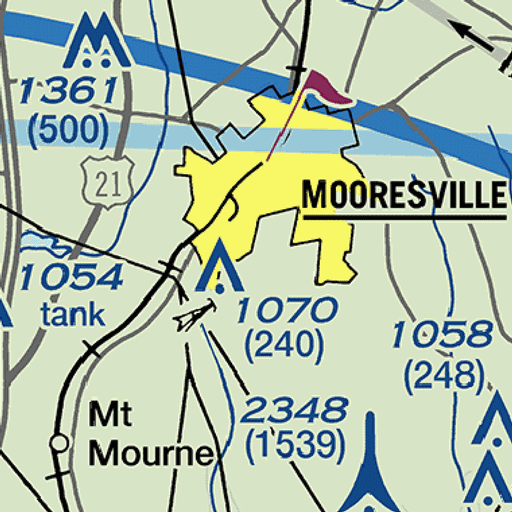 1361
(500)
21
MOORESVILLE
1054
tank
1070
(240)
1058
(248)
2348
(1539)
Mt
Mourne